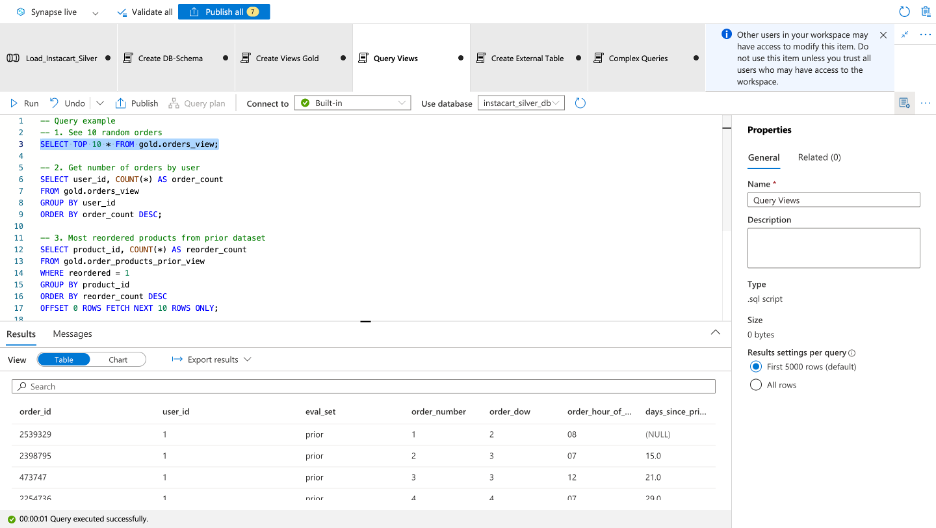 Synapse live
Validate all
Publish all 7
Load_Instacart_Silver
Create DB-Schema
Create Views Gold
Query Views
Create External Table
Complex Queries
Other users in your workspace may
have access to modify this item. Do
not use this item unless you trust all
users who may have access to the
workspace.
Run
Undo
Publish
Query plan
Connect to
Built-in
Use database
instacart_silver_db
1 -- Query example
2 -- 1. See 10 random orders
3 SELECT TOP 10 * FROM gold.orders_view;
4
5 -- 2. Get number of orders by user
6 SELECT user_id, COUNT(*) AS order_count
7 FROM gold.orders_view
8 GROUP BY user_id
9 ORDER BY order_count DESC;
10
11 -- 3. Most reordered products from prior dataset
12 SELECT product_id, COUNT(*) AS reorder_count
13 FROM gold.order_products_prior_view
14 WHERE reordered = 1
15 GROUP BY product_id
16 ORDER BY reorder_count DESC
17 OFFSET 0 ROWS FETCH NEXT 10 ROWS ONLY;
18
Properties
General Related (0)
Name *
Query Views
Description
Type
.sql script
Size
0 bytes
Results settings per query
First 5000 rows (default)
All rows
Results Messages
View Table Chart Export results
Search
order_id user_id eval_set order_number order_dow order_hour_of_... days_since_pri...
2539329 1 prior 1 2 08 (NULL)
2398795 1 prior 2 3 07 15.0
473747 1 prior 3 3 12 21.0
2254736 1 prior 4 4 07 29.0
00:00:01 Query executed successfully.